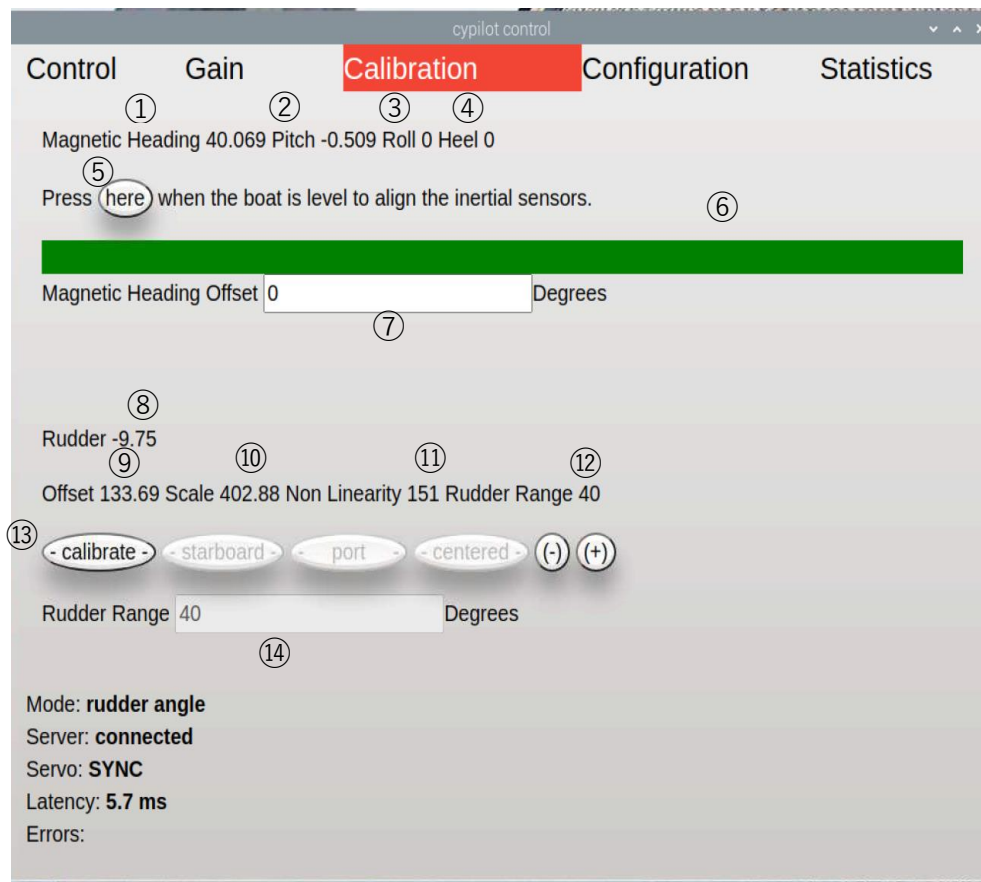 cypilot control
Control Gain Calibration Configuration Statistics
① ② ③ ④
Magnetic Heading 40.069 Pitch -0.509 Roll 0 Heel 0
⑤
Press here when the boat is level to align the inertial sensors.
⑥
Magnetic Heading Offset 0 Degrees
⑦
⑧
Rudder -9.75
⑨ ⑩ ⑪ ⑫
Offset 133.69 Scale 402.88 Non Linearity 151 Rudder Range 40
⑬
- calibrate - - starboard - - port - - centered - (-) (+)
Rudder Range 40 Degrees
⑭
Mode: rudder angle
Server: connected
Servo: SYNC
Latency: 5.7 ms
Errors: